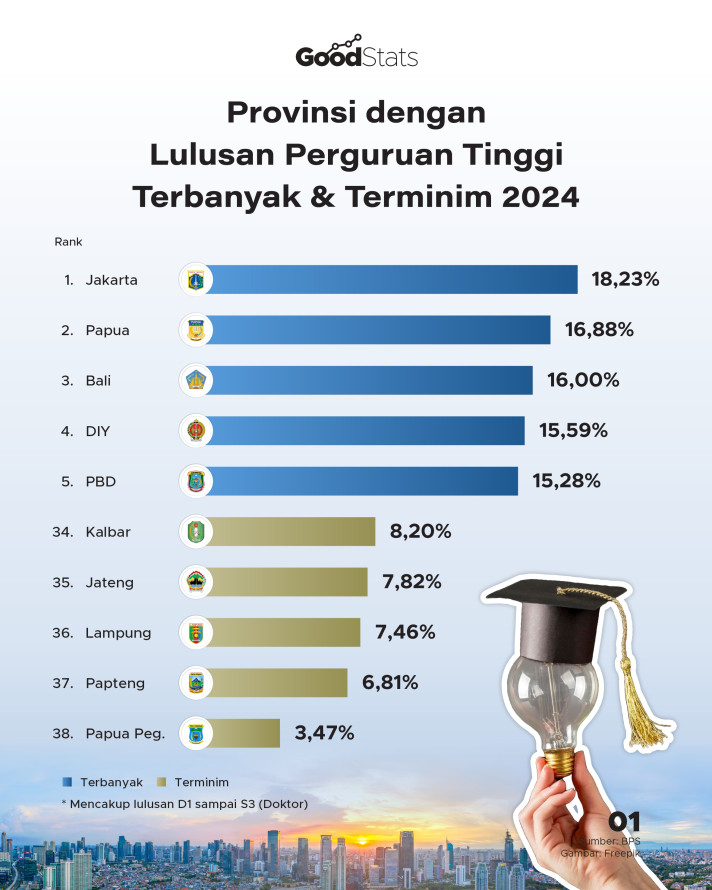 GoodStats
Provinsi dengan
Lulusan Perguruan Tinggi
Terbanyak & Terminim 2024
Rank
1. Jakarta 18,23%
2. Papua 16,88%
3. Bali 16,00%
4. DIY 15,59%
5. PBD 15,28%
34. Kalbar 8,20%
35. Jateng 7,82%
36. Lampung 7,46%
37. Papteng 6,81%
38. Papua Peg. 3,47%
Terbanyak Terminim
* Mencakup lulusan D1 sampai S3 (Doktor)
01
Sumber: BPS
Gambar: Freepik